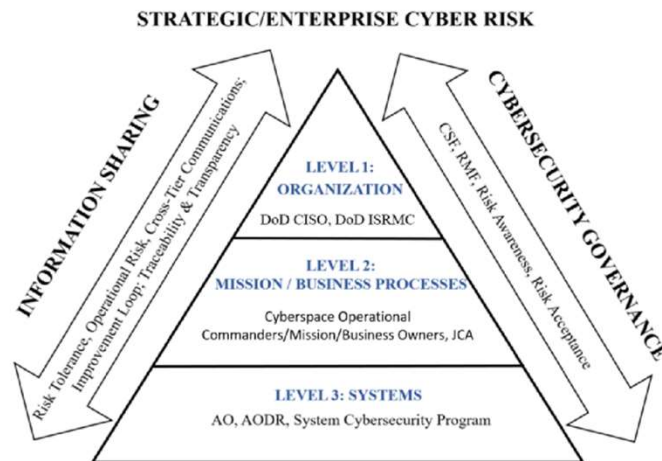 STRATEGIC/ENTERPRISE CYBER RISK
INFORMATION SHARING
Risk Tolerance, Operational Risk, Cross-Tier Communications;
Improvement Loop; Traceability & Transparency
CYBERSECURITY GOVERNANCE
CSF, RMF, Risk Awareness, Risk Acceptance
LEVEL 1:
ORGANIZATION
DoD CISO, DoD ISRMC
LEVEL 2:
MISSION / BUSINESS PROCESSES
Cyberspace Operational
Commanders/Mission/Business Owners, JCA
LEVEL 3: SYSTEMS
AO, AODR, System Cybersecurity Program